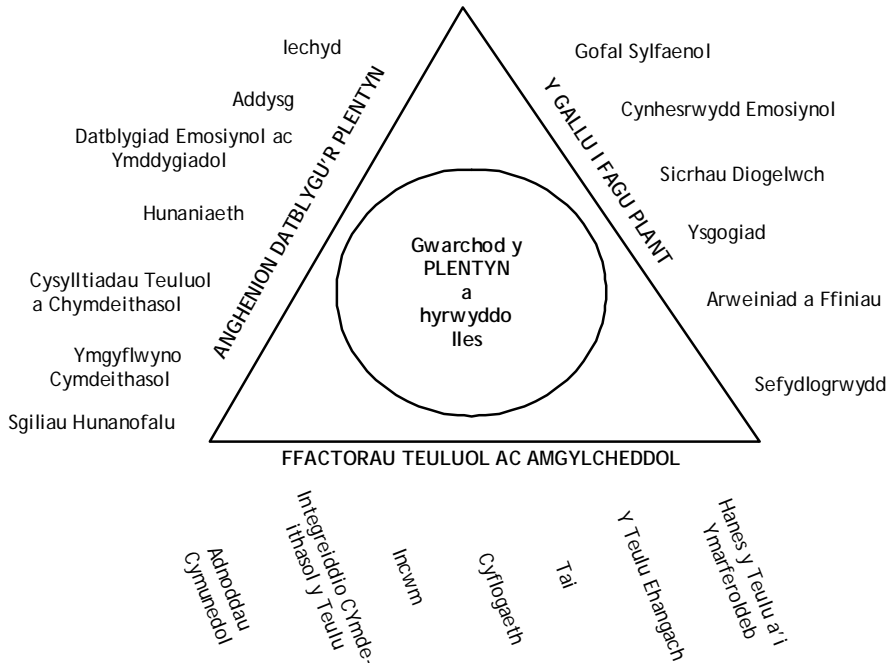 Iechyd
Addysg
Datblygiad Emosiynol ac
Ymddygiadol
Hunaniaeth
Cysylltiadau Teuluol
a Chymdeithasol
Ymgyflwyno
Cymdeithasol
Sgiliau Hunanofalu
ANGHENION DATBLYGU'R PLENTYN
Gwarchod y
PLENTYN
a
hyrwyddo
lles
Y GALLU I FAGU PLANT
Gofal Sylfaenol
Cynhesrwydd Emosiynol
Sicrhau Diogelwch
Ysgogiad
Arweiniad a Ffiniau
Sefydlogrwydd
FFACTORAU TEULUOL AC AMGYLCHEDDOL
Adnoddau
Cymunedol
Integreiddio CYmde-
ithasol y Teulu
Incwm
Cyflogaeth
Tai
Y Teulu Ehangach
Hanes y Teulu a'i
Ymarferoldeb